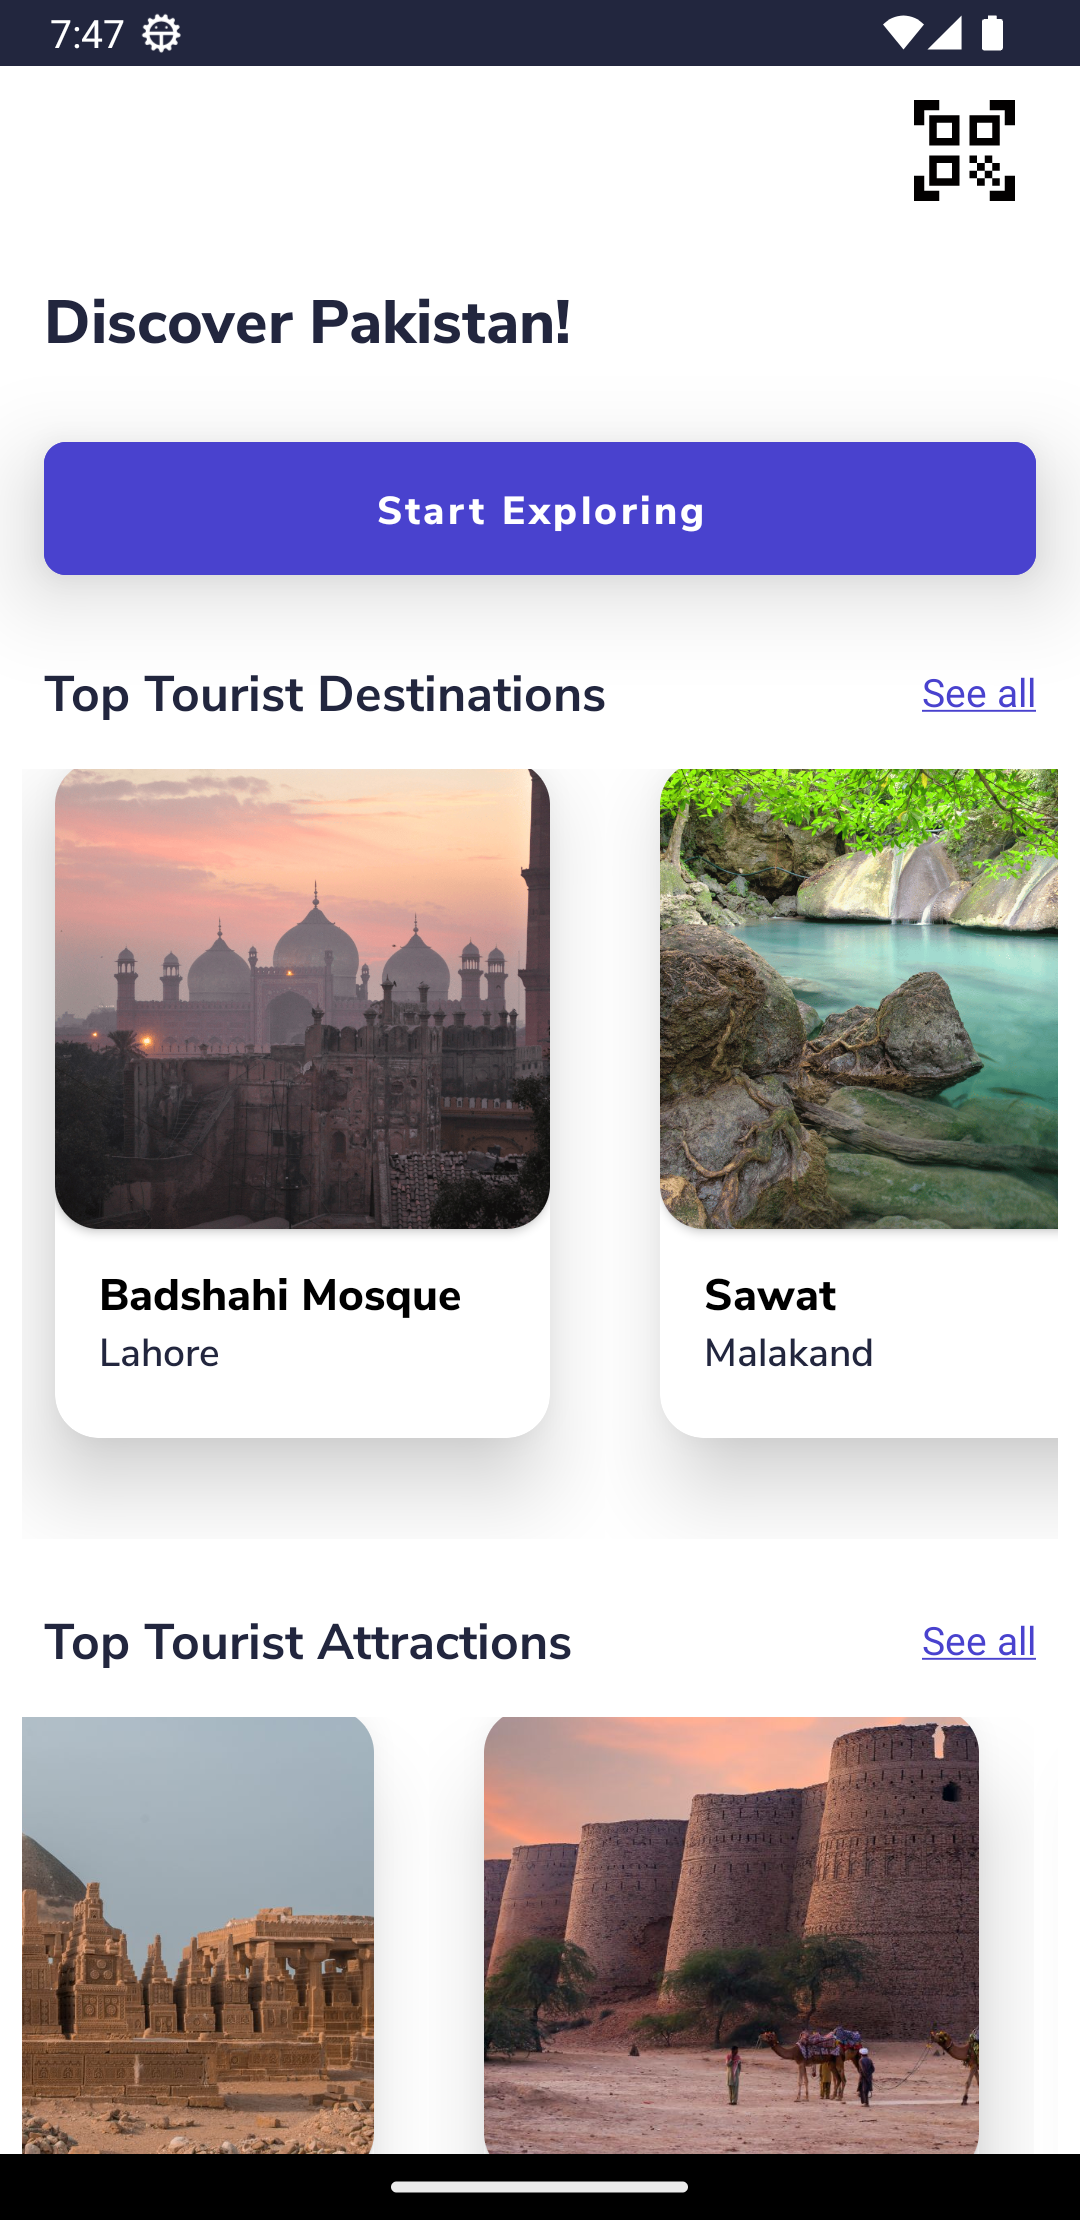 7:47
Discover Pakistan!
Start Exploring
Top Tourist Destinations
See all
Badshahi Mosque
Lahore
Sawat
Malakand
Top Tourist Attractions
See all